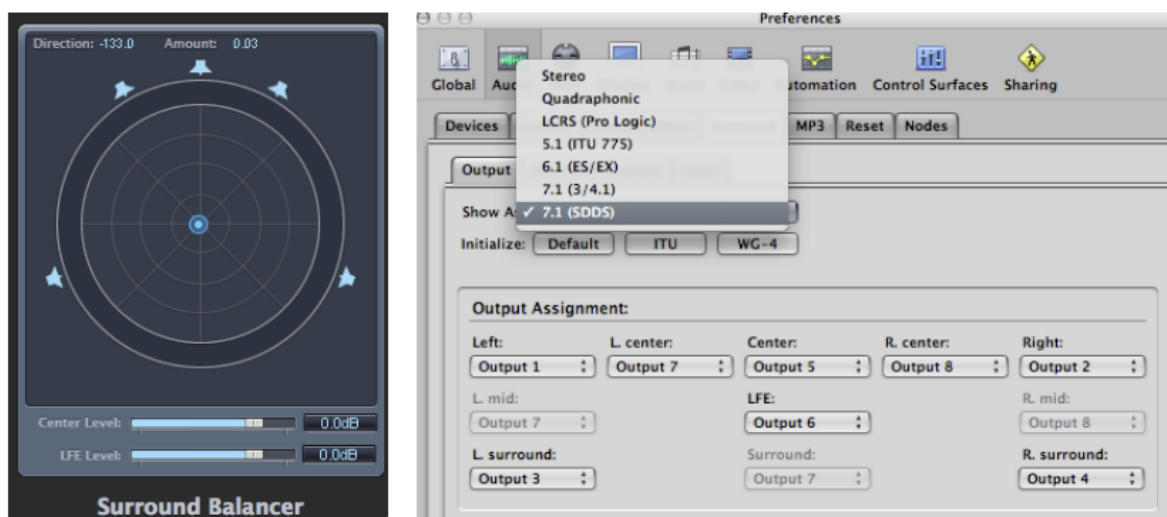 Direction: -133.0 Amount: 0.03
Center Level: 0.0dB
LFE Level: 0.0dB
Surround Balancer
Preferences
Global Automation Control Surfaces Sharing
Stereo
Quadraphonic
LCRS (Pro Logic)
5.1 (ITU 775)
6.1 (ES/EX)
7.1 (3/4.1)
✓ 7.1 (SDDS)
Devices MP3 Reset Nodes
Output
Initialize: Default ITU WG-4
Output Assignment:
Left: L. center: Center: R. center: Right:
Output 1 Output 7 Output 5 Output 8 Output 2
L. mid: LFE: R. mid:
Output 7 Output 6 Output 8
L. surround: Surround: R. surround:
Output 3 Output 7 Output 4